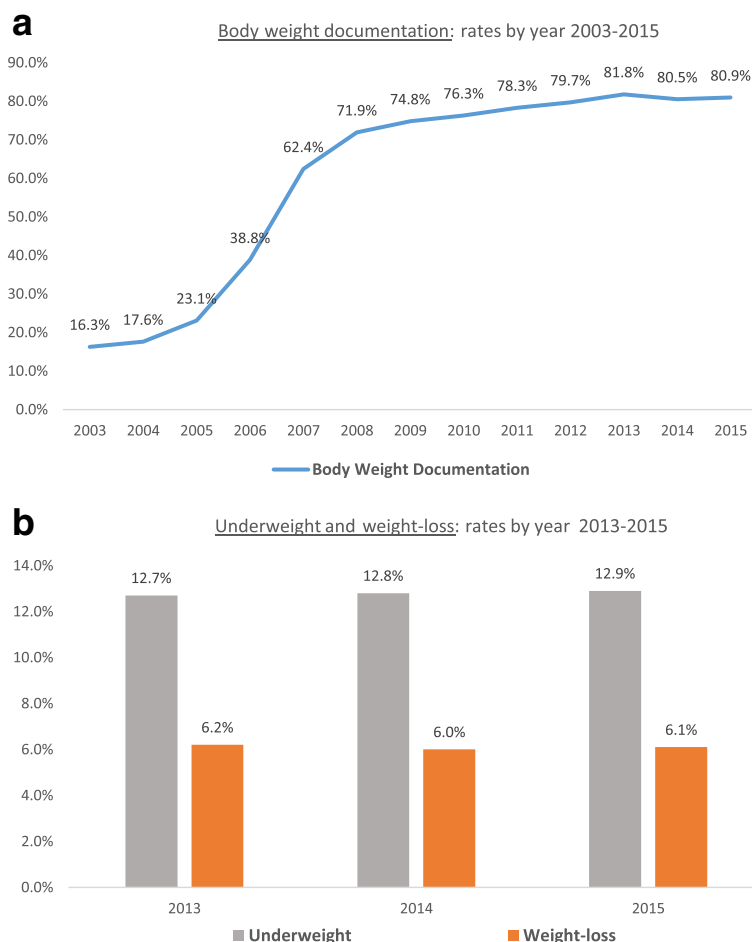 a
Body weight documentation: rates by year 2003-2015
90.0%
80.0%
70.0%
60.0%
50.0%
40.0%
30.0%
20.0%
10.0%
0.0%
16.3% 17.6% 23.1% 38.8% 62.4% 71.9% 74.8% 76.3% 78.3% 79.7% 81.8% 80.5% 80.9%
2003 2004 2005 2006 2007 2008 2009 2010 2011 2012 2013 2014 2015
Body Weight Documentation
b
Underweight and weight-loss: rates by year 2013-2015
14.0%
12.0%
10.0%
8.0%
6.0%
4.0%
2.0%
0.0%
12.7% 6.2% 12.8% 6.0% 12.9% 6.1%
2013 2014 2015
Underweight Weight-loss